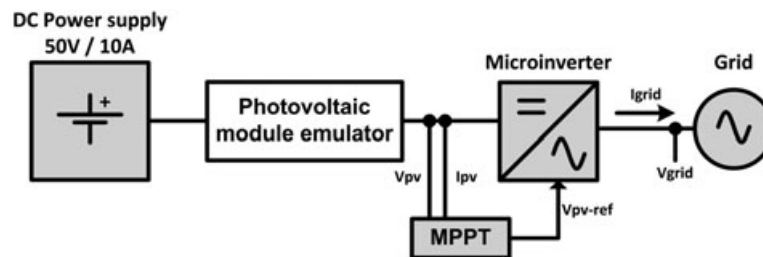 DC Power supply
50V / 10A
+
Photovoltaic
module emulator
Vpv
Ipv
MPPT
Vpv-ref
Microinverter
Igrid
Grid
Vgrid